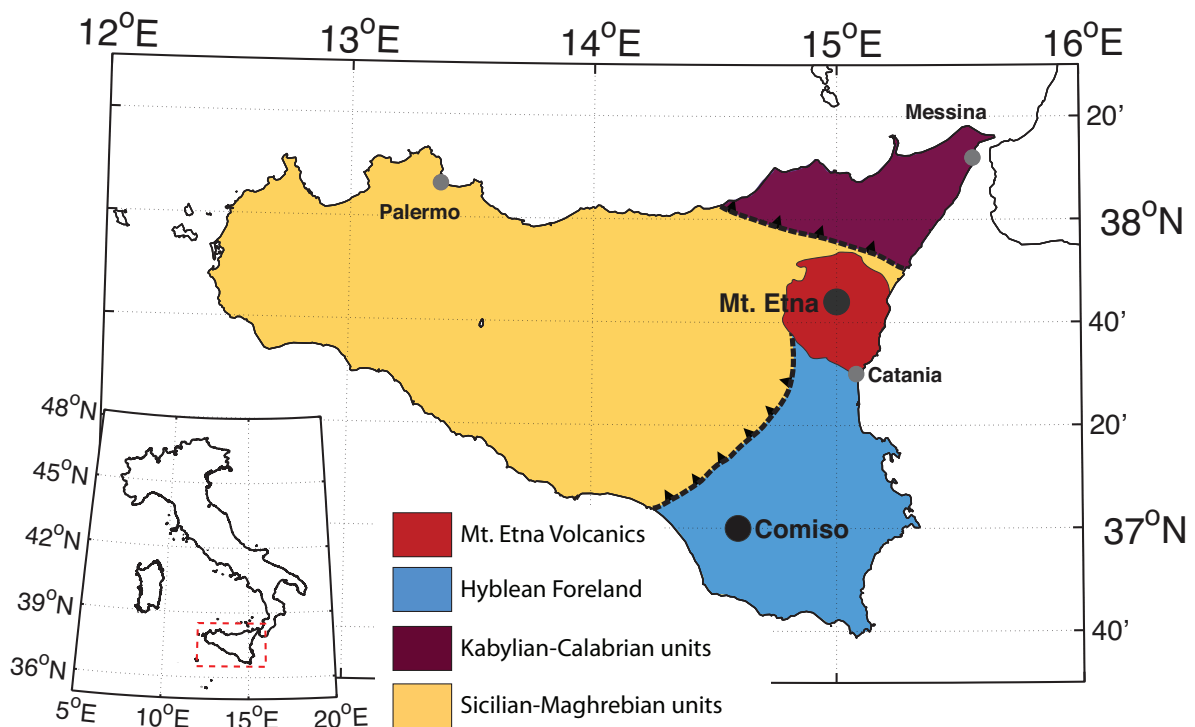 12°E 13°E 14°E 15°E 16°E
Messina
20’
Palermo
38°N
Mt. Etna
40’
Catania
20’
48°N
45°N
42°N
39°N
36°N
5°E 10°E 15°E 20°E
Comiso
37°N
40’
Mt. Etna Volcanics
Hyblean Foreland
Kabylian-Calabrian units
Sicilian-Maghrebian units